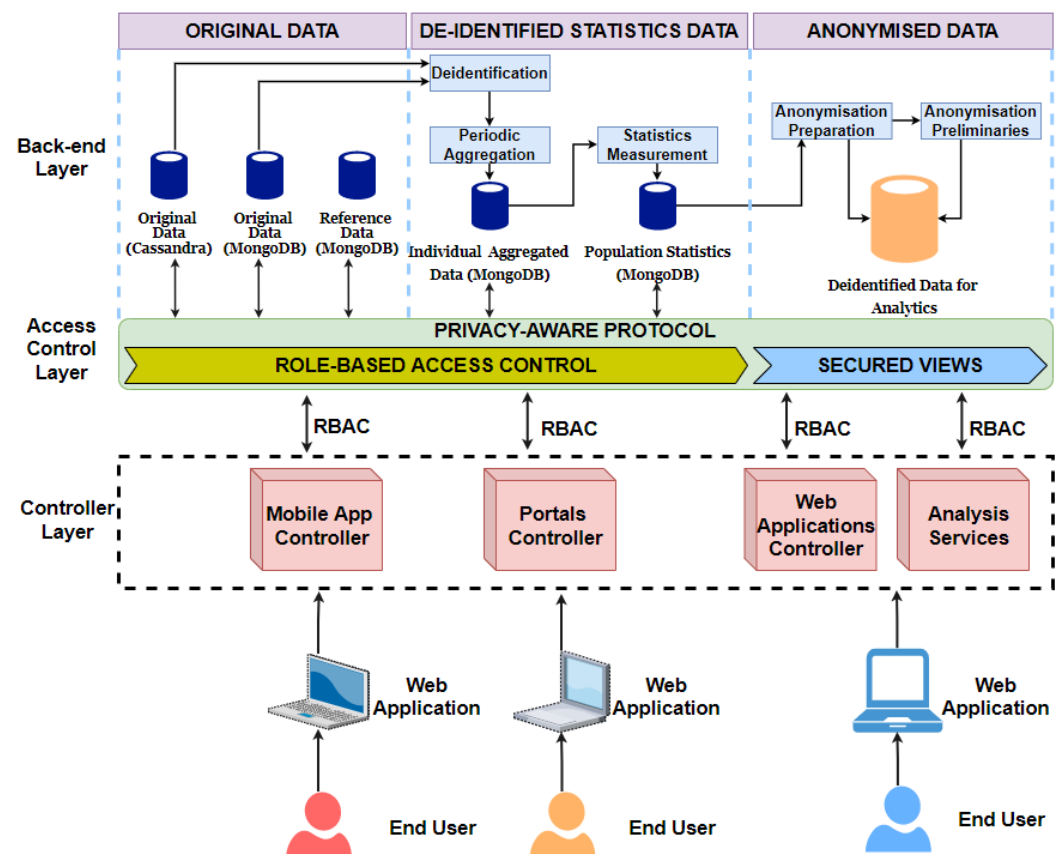 ORIGINAL DATA
DE-IDENTIFIED STATISTICS DATA
ANONYMISED DATA
Deidentification
Periodic
Aggregation
Statistics
Measurement
Anonymisation
Preparation
Anonymisation
Preliminaries
Back-end
Layer
Original
Data
(Cassandra)
Original
Data
(MongoDB)
Reference
Data
(MongoDB)
Individual Aggregated
Data (MongoDB)
Population Statistics
(MongoDB)
Deidentified Data for
Analytics
Access
Control
Layer
PRIVACY-AWARE PROTOCOL
ROLE-BASED ACCESS CONTROL
SECURED VIEWS
RBAC
RBAC
RBAC
RBAC
Controller
Layer
Mobile App
Controller
Portals
Controller
Web
Applications
Controller
Analysis
Services
Web
Application
Web
Application
Web
Application
End User
End User
End User